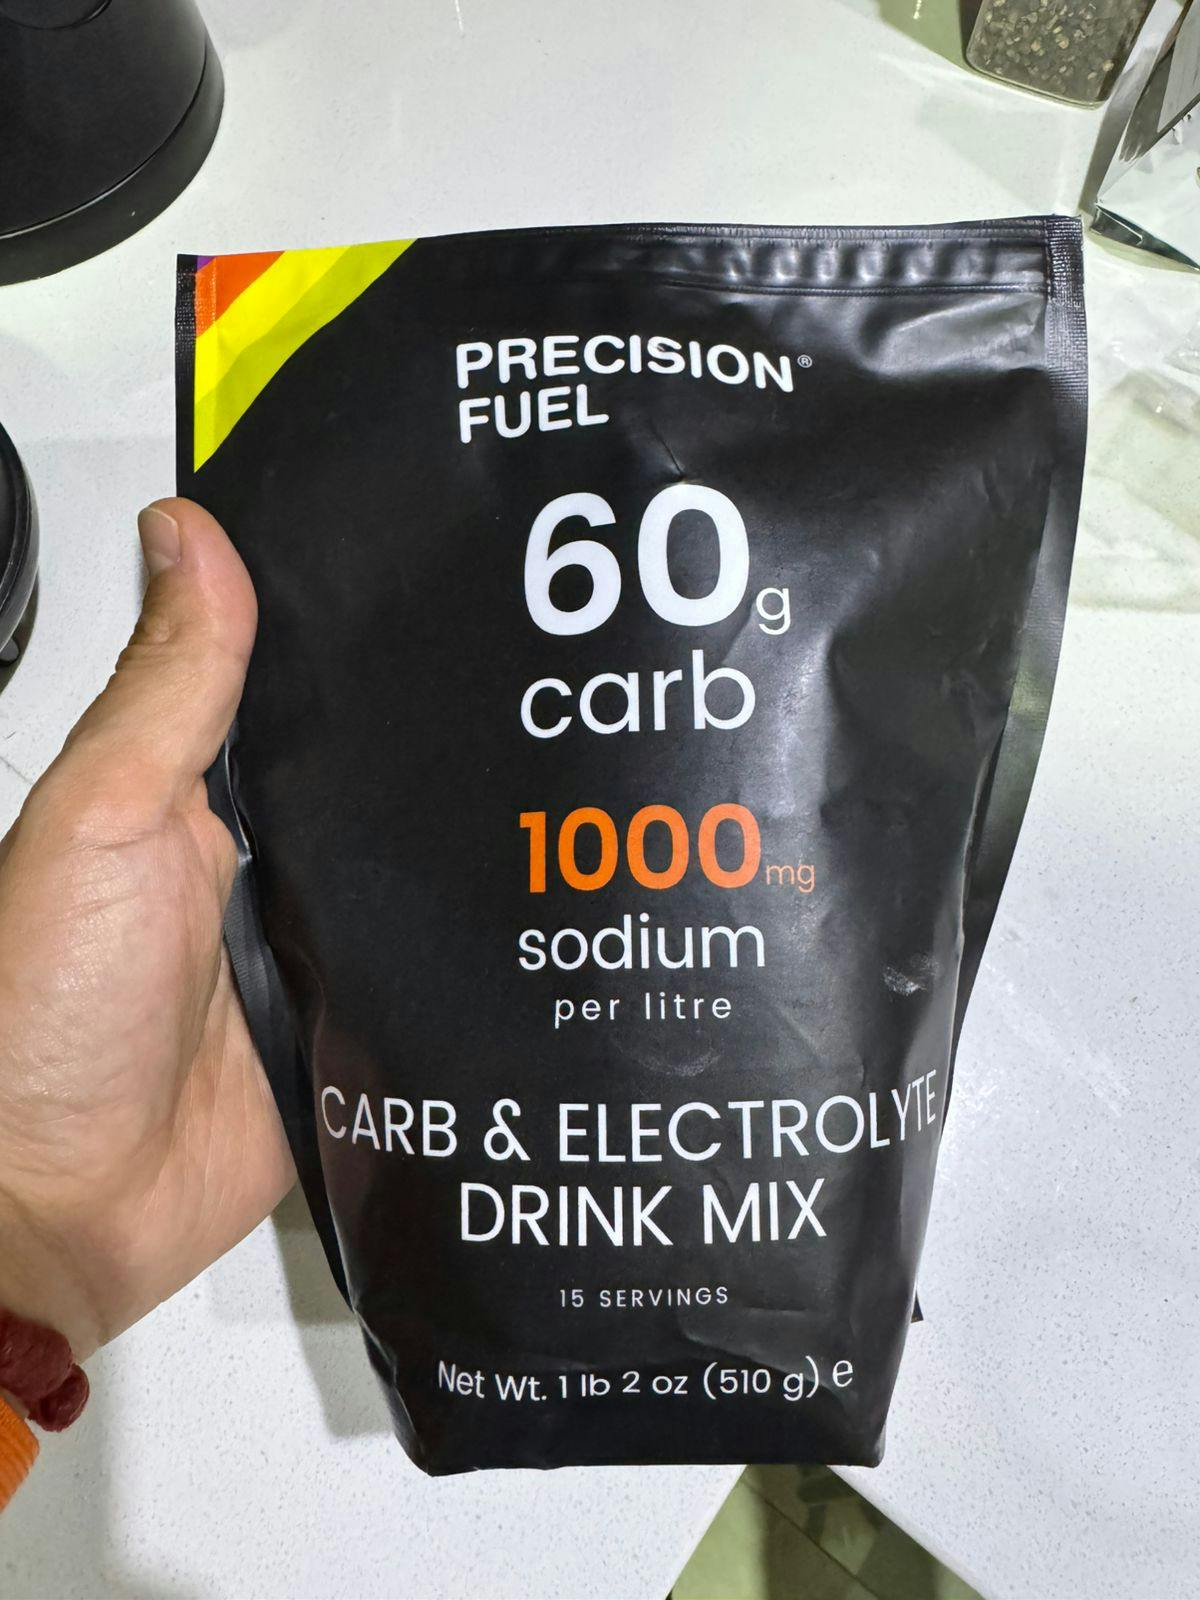 PRECISION®
FUEL
60g
carb
1000mg
sodium
per litre
CARB & ELECTROLYTE
DRINK MIX
15 SERVINGS
Net Wt. 1 lb 2 oz (510 g) e